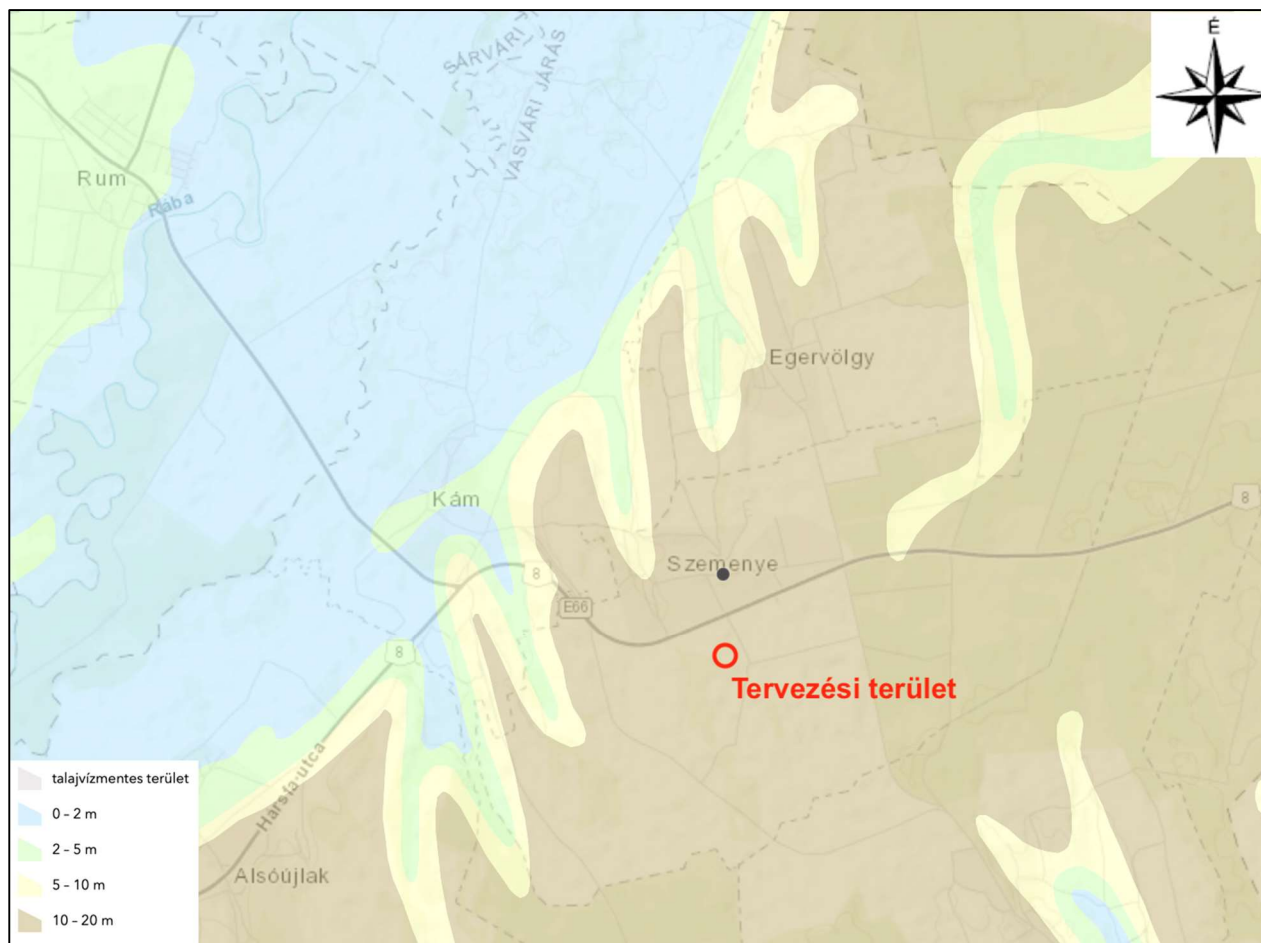 É
SÁRVÁRI
VASVÁRI JÁRÁS
Rum
Rába
Egervölgy
Kám
8
Szemenye
8
E66
8
Tervezési terület
Hársfa-utca
Alsóújlak
talajvízmentes terület
0 – 2 m
2 – 5 m
5 – 10 m
10 – 20 m